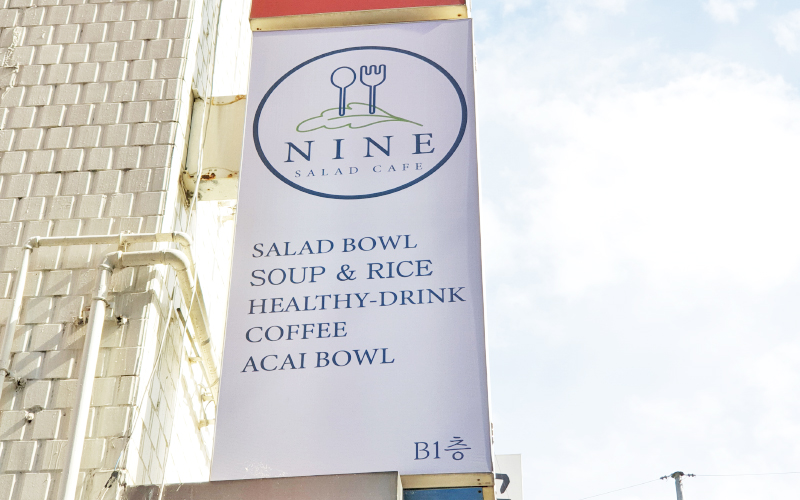 NINE
SALAD CAFE
SALAD BOWL
SOUP & RICE
HEALTHY-DRINK
COFFEE
ACAI BOWL
B1층